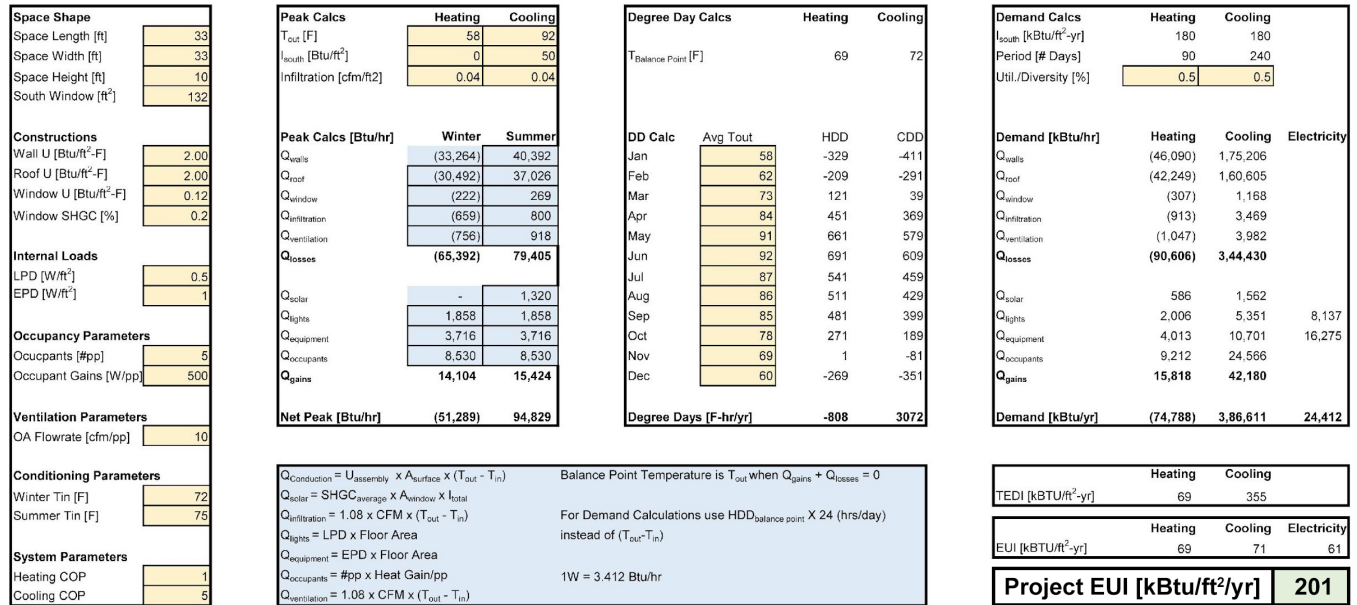 Space Shape
Space Length [ft] 33
Space Width [ft] 33
Space Height [ft] 10
South Window [ft²] 132
Constructions
Wall U [Btu/ft²-F] 2.00
Roof U [Btu/ft²-F] 2.00
Window U [Btu/ft²-F] 0.12
Window SHGC [%] 0.2
Internal Loads
LPD [W/ft²] 0.5
EPD [W/ft²] 1
Occupancy Parameters
Ocucpants [#pp] 5
Occupant Gains [W/pp] 500
Ventilation Parameters
OA Flowrate [cfm/pp] 10
Conditioning Parameters
Winter Tin [F] 72
Summer Tin [F] 75
System Parameters
Heating COP 1
Cooling COP 5
Peak Calcs Heating Cooling
Tout [F] 58 92
Isouth [Btu/ft²] 0 50
Infiltration [cfm/ft2] 0.04 0.04
Peak Calcs [Btu/hr] Winter Summer
Qwalls (33,264) 40,392
Qroof (30,492) 37,026
Qwindow (222) 269
Qinfiltration (659) 800
Qventilation (756) 918
Qlosses (65,392) 79,405
Qsolar - 1,320
Qlights 1,858 1,858
Qequipment 3,716 3,716
Qoccupants 8,530 8,530
Qgains 14,104 15,424
Net Peak [Btu/hr] (51,289) 94,829
Degree Day Calcs Heating Cooling
TBalance Point [F] 69 72
DD Calc Avg Tout HDD CDD
Jan 58 -329 -411
Feb 62 -209 -291
Mar 73 121 39
Apr 84 451 369
May 91 661 579
Jun 92 691 609
Jul 87 541 459
Aug 86 511 429
Sep 85 481 399
Oct 78 271 189
Nov 69 1 -81
Dec 60 -269 -351
Degree Days [F-hr/yr] -808 3072
Demand Calcs Heating Cooling
Isouth [kBtu/ft²-yr] 180 180
Period [# Days] 90 240
Util./Diversity [%] 0.5 0.5
Demand [kBtu/hr] Heating Cooling Electricity
Qwalls (46,090) 1,75,206
Qroof (42,249) 1,60,605
Qwindow (307) 1,168
Qinfiltration (913) 3,469
Qventilation (1,047) 3,982
Qlosses (90,606) 3,44,430
Qsolar 586 1,562
Qlights 2,006 5,351 8,137
Qequipment 4,013 10,701 16,275
Qoccupants 9,212 24,566
Qgains 15,818 42,180
Demand [kBtu/yr] (74,788) 3,86,611 24,412
QConduction = Uassembly x Asurface x (Tout - Tin)
Qsolar = SHGCaverage x Awindow x Itotal
Qinfiltration = 1.08 x CFM x (Tout - Tin)
Qlights = LPD x Floor Area
Qequipment = EPD x Floor Area
Qoccupants = #pp x Heat Gain/pp
Qventilation = 1.08 x CFM x (Tout - Tin)
Balance Point Temperature is Tout when Qgains + Qlosses = 0
For Demand Calculations use HDDbalance point X 24 (hrs/day)
instead of (Tout-Tin)
1W = 3.412 Btu/hr
Heating Cooling
TEDI [kBTU/ft²-yr] 69 355
Heating Cooling Electricity
EUI [kBTU/ft²-yr] 69 71 61
Project EUI [kBtu/ft²/yr] 201